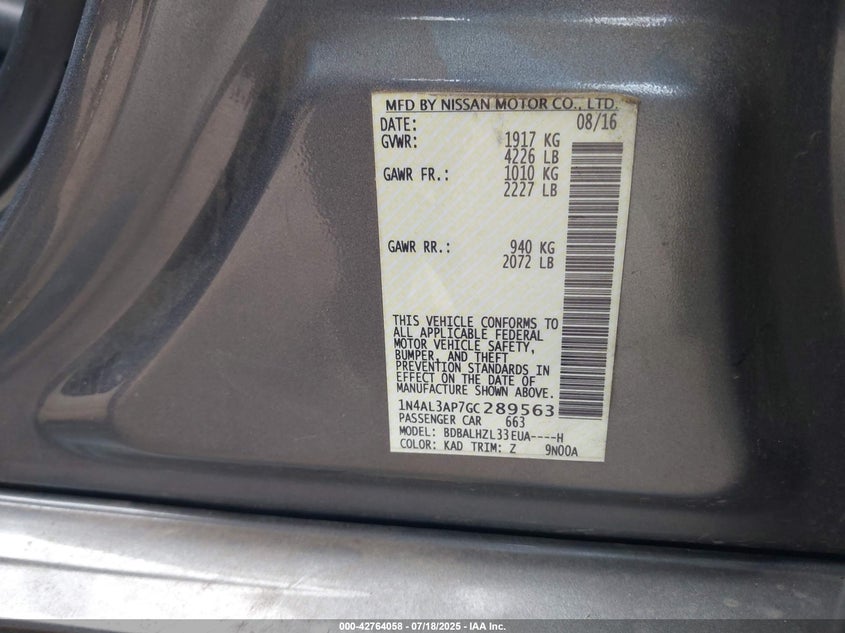 MFD BY NISSAN MOTOR CO., LTD.
DATE: 08/16
GVWR: 1917 KG
4226 LB
GAWR FR.: 1010 KG
2227 LB
GAWR RR.: 940 KG
2072 LB
THIS VEHICLE CONFORMS TO
ALL APPLICABLE FEDERAL
MOTOR VEHICLE SAFETY,
BUMPER, AND THEFT
PREVENTION STANDARDS IN
EFFECT ON THE DATE OF
MANUFACTURE SHOWN ABOVE.
1N4AL3AP7GC289563
PASSENGER CAR 663
MODEL: BDBALHZL33EUA----H
COLOR: KAD TRIM: Z 9N00A
000-42764058 - 07/18/2025 - IAA Inc.